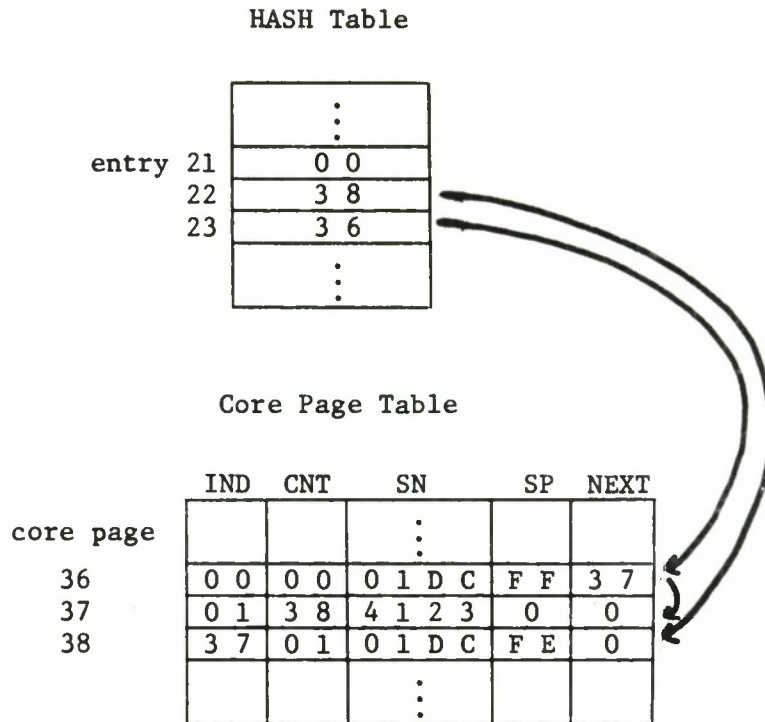 HASH Table
entry 21 0 0
22 3 8
23 3 6
Core Page Table
IND CNT SN SP NEXT
core page
36 0 0 0 0 0 1 D C F F 3 7
37 0 1 3 8 4 1 2 3 0 0
38 3 7 0 1 0 1 D C F E 0